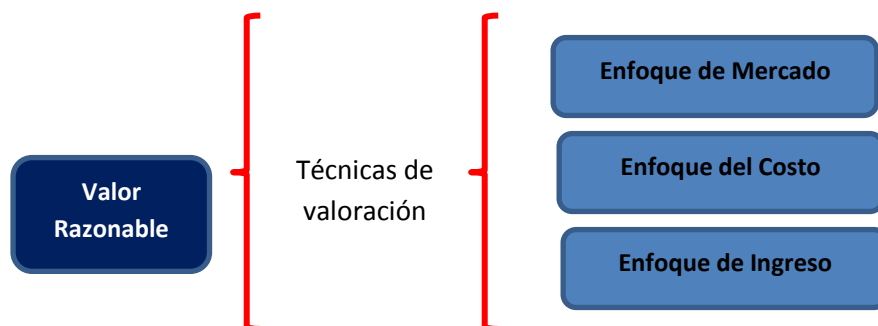 Valor
Razonable
Técnicas de
valoración
Enfoque de Mercado
Enfoque del Costo
Enfoque de Ingreso